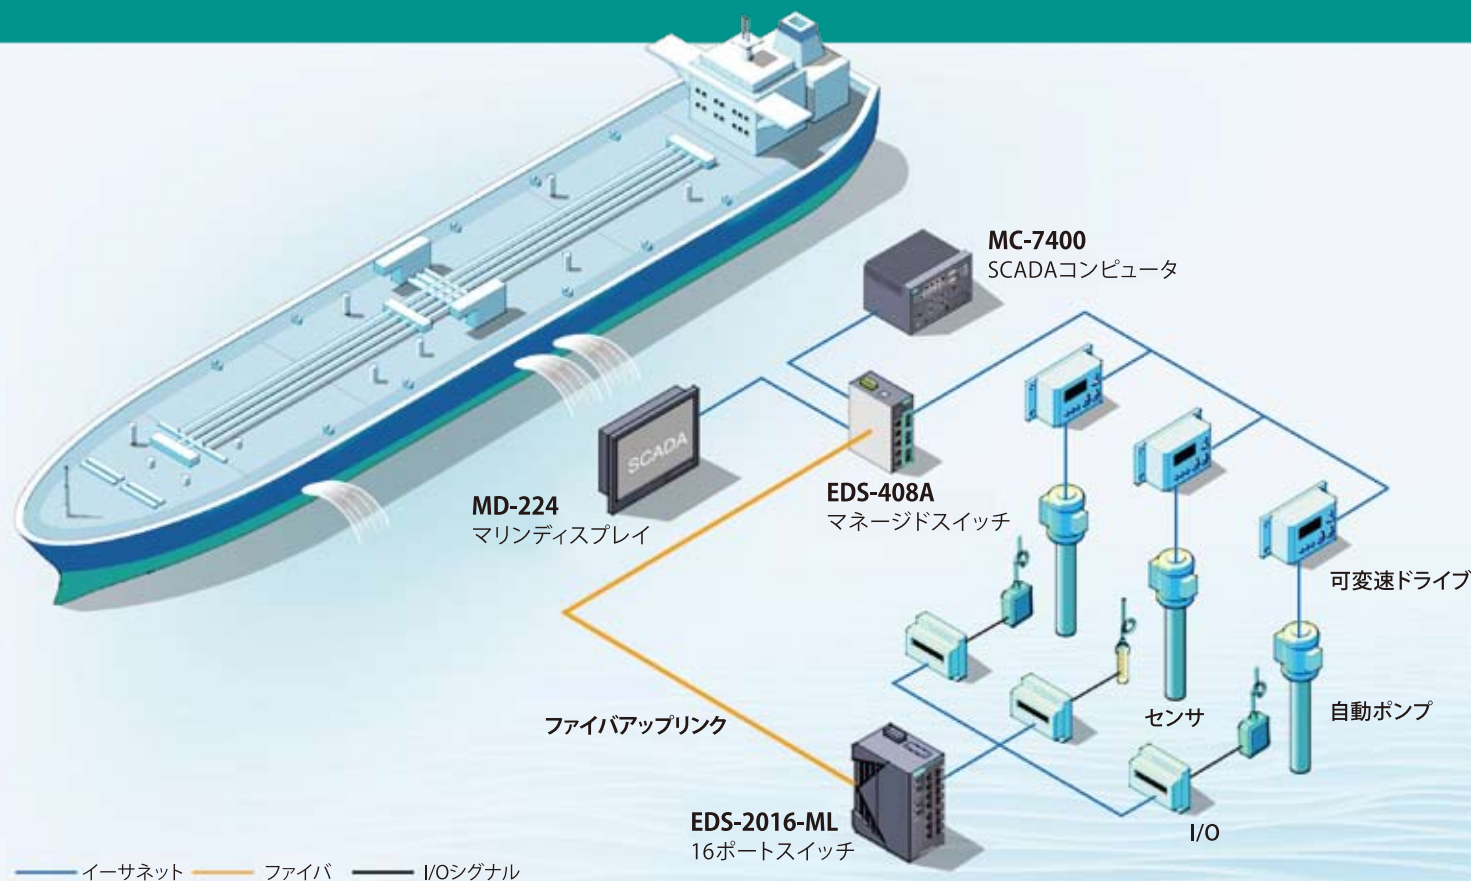 MC-7400
SCADAコンピュータ
SCADA
MD-224
マリンディスプレイ
EDS-408A
マネージドスイッチ
可変速ドライブ
センサ
自動ポンプ
ファイバアップリンク
EDS-2016-ML
16ポートスイッチ
I/O
イーサネット
ファイバ
I/Oシグナル